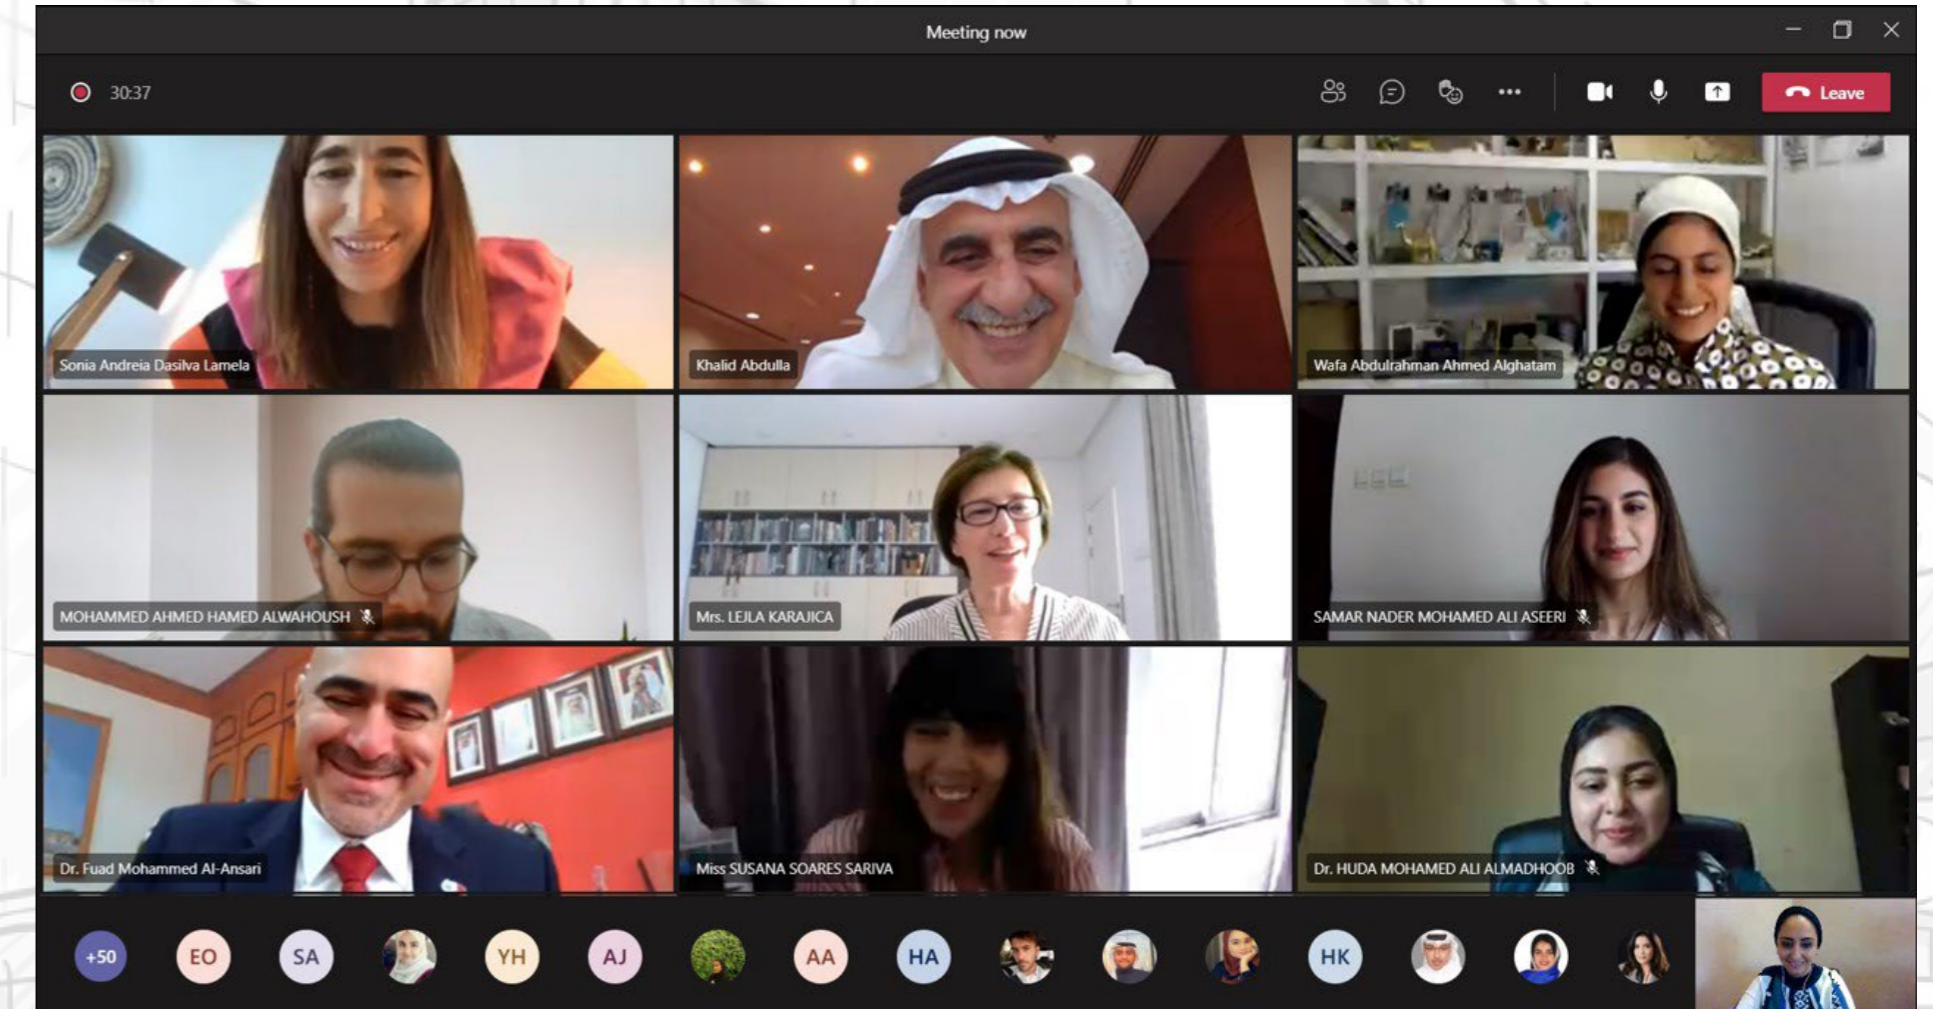 Meeting now
30:37
Leave
Sonia Andreia Dasilva Lamela
Khalid Abdulla
Wafa Abdulrahman Ahmed Alghatam
MOHAMMED AHMED HAMED ALWAHOUSH
Mrs. LEJLA KARAJICA
SAMAR NADER MOHAMED ALI ASEERI
Dr. Fuad Mohammed Al-Ansari
Miss SUSANA SOARES SARIVA
Dr. HUDA MOHAMED ALI ALMADHOOB
+50
EO
SA
YH
AJ
AA
HA
HK